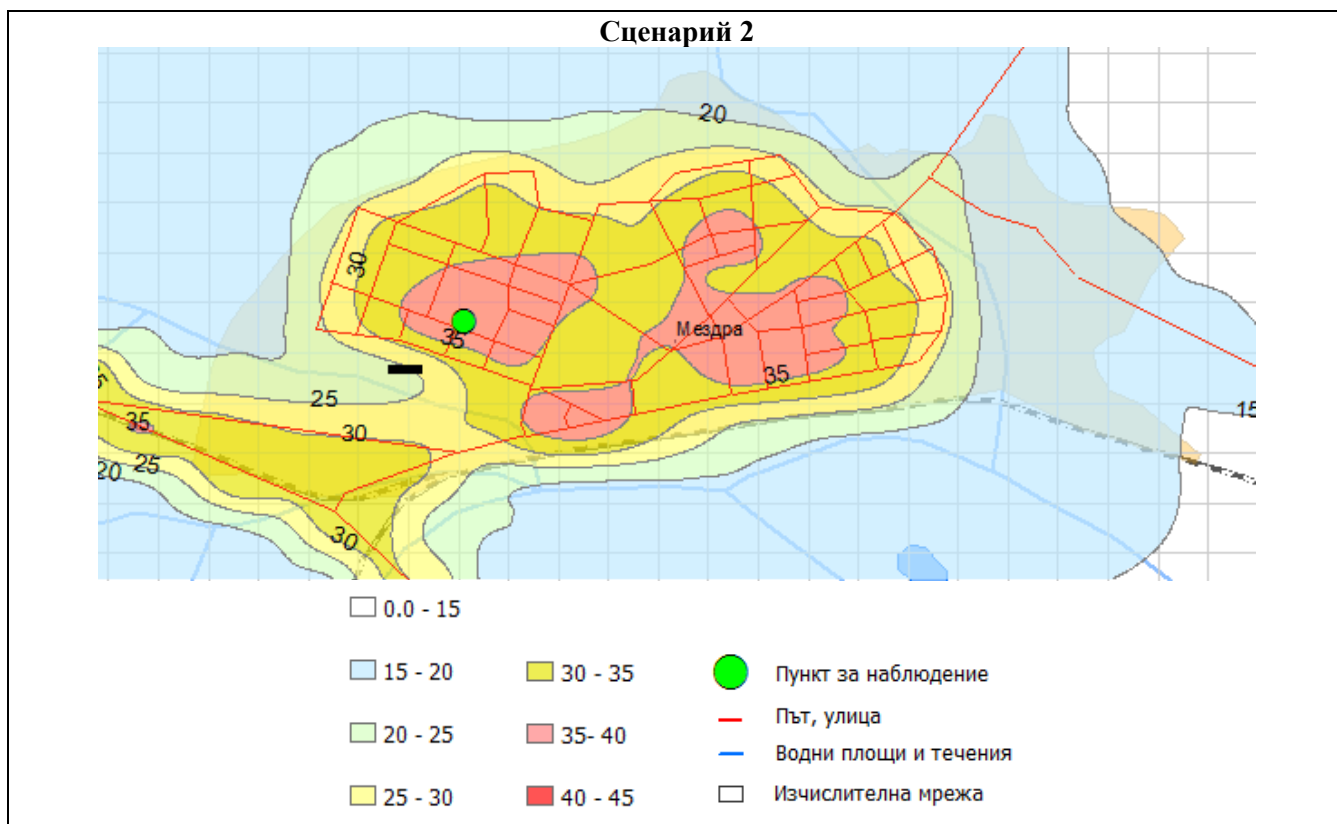 Сценарий 2
20
30
35
Мездра
35
25
35
35
30
25
20
30
15
0.0 - 15
15 - 20
30 - 35
Пункт за наблюдение
Път, улица
20 - 25
35- 40
Водни площи и течения
25 - 30
40 - 45
Изчислителна мрежа